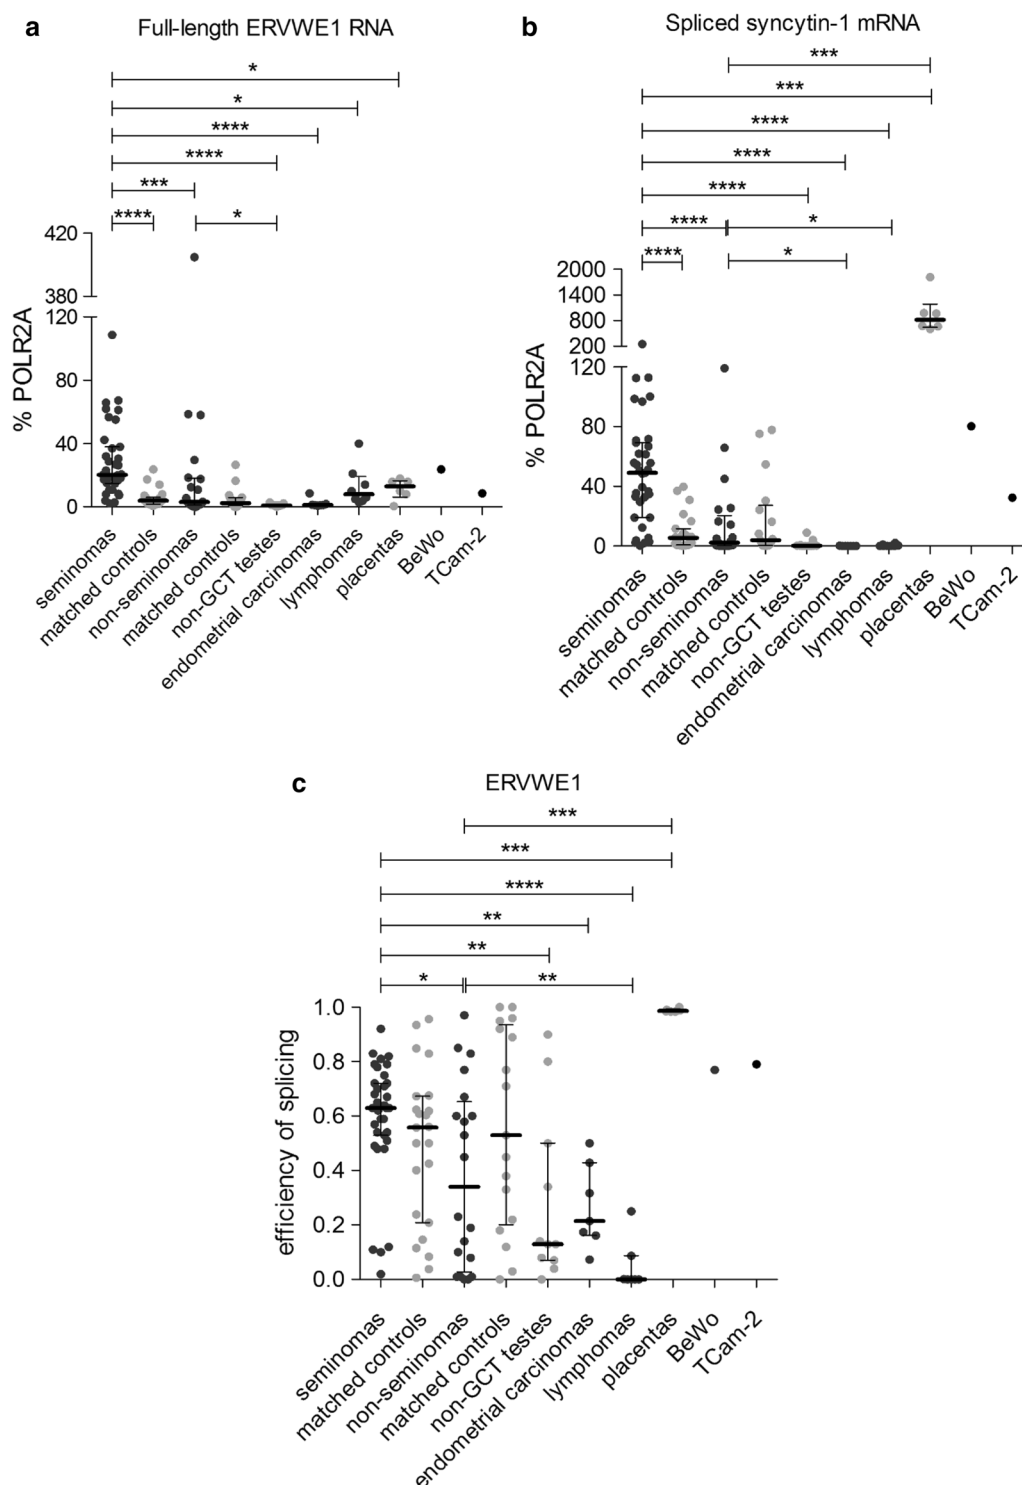 a
Full-length ERVWE1 RNA
*
*
****
****
***
**** *
420
380
120
80
40
0
% POLR2A
seminomas
matched controls
non-seminomas
matched controls
non-GCT testes
endometrial carcinomas
lymphomas
placentas
BeWo
TCam-2
b
Spliced syncytin-1 mRNA
***
***
****
****
****
**** *
**** *
2000
1400
800
200
120
80
40
0
% POLR2A
seminomas
matched controls
non-seminomas
matched controls
non-GCT testes
endometrial carcinomas
lymphomas
placentas
BeWo
TCam-2
c
ERVWE1
***
***
****
**
**
* **
1.0
0.8
0.6
0.4
0.2
0.0
efficiency of splicing
seminomas
matched controls
non-seminomas
matched controls
non-GCT testes
endometrial carcinomas
lymphomas
placentas
BeWo
TCam-2